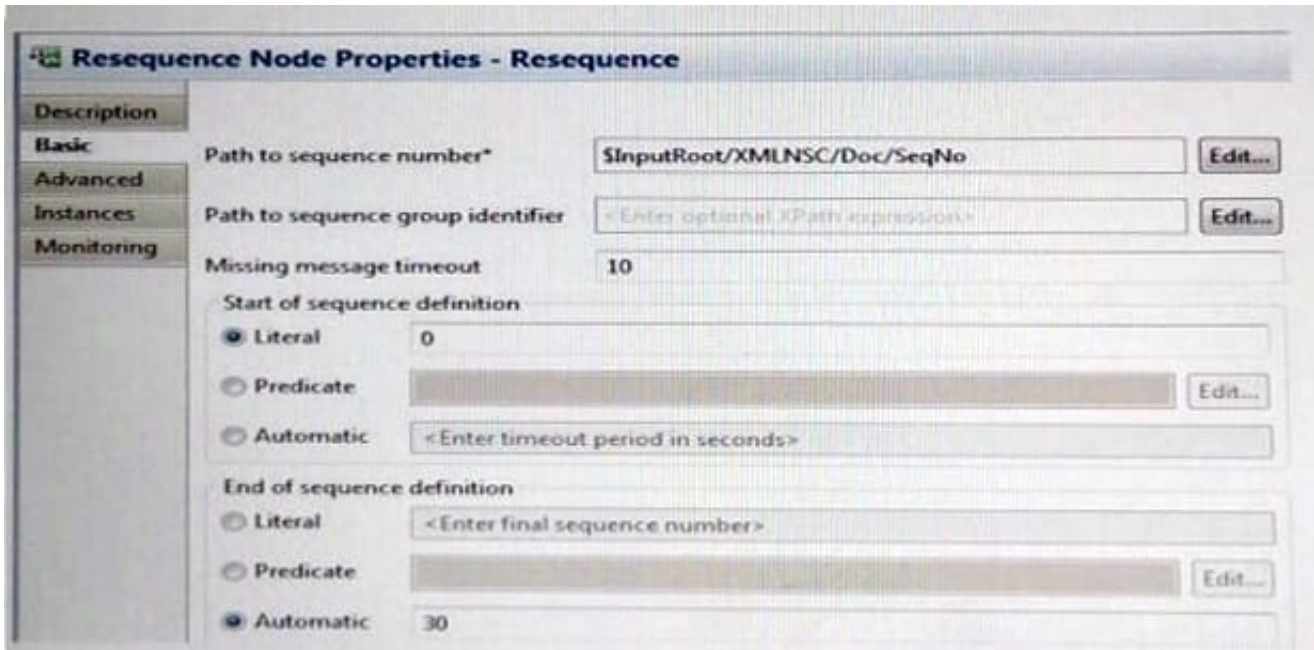 Resequence Node Properties - Resequence
Description
Basic
Advanced
Instances
Monitoring
Path to sequence number* $InputRoot/XMLNSC/Doc/SeqNo Edit...
Path to sequence group identifier <Enter optional XPath expression> Edit...
Missing message timeout 10
Start of sequence definition
Literal 0
Predicate Edit...
Automatic <Enter timeout period in seconds>
End of sequence definition
Literal <Enter final sequence number>
Predicate Edit...
Automatic 30